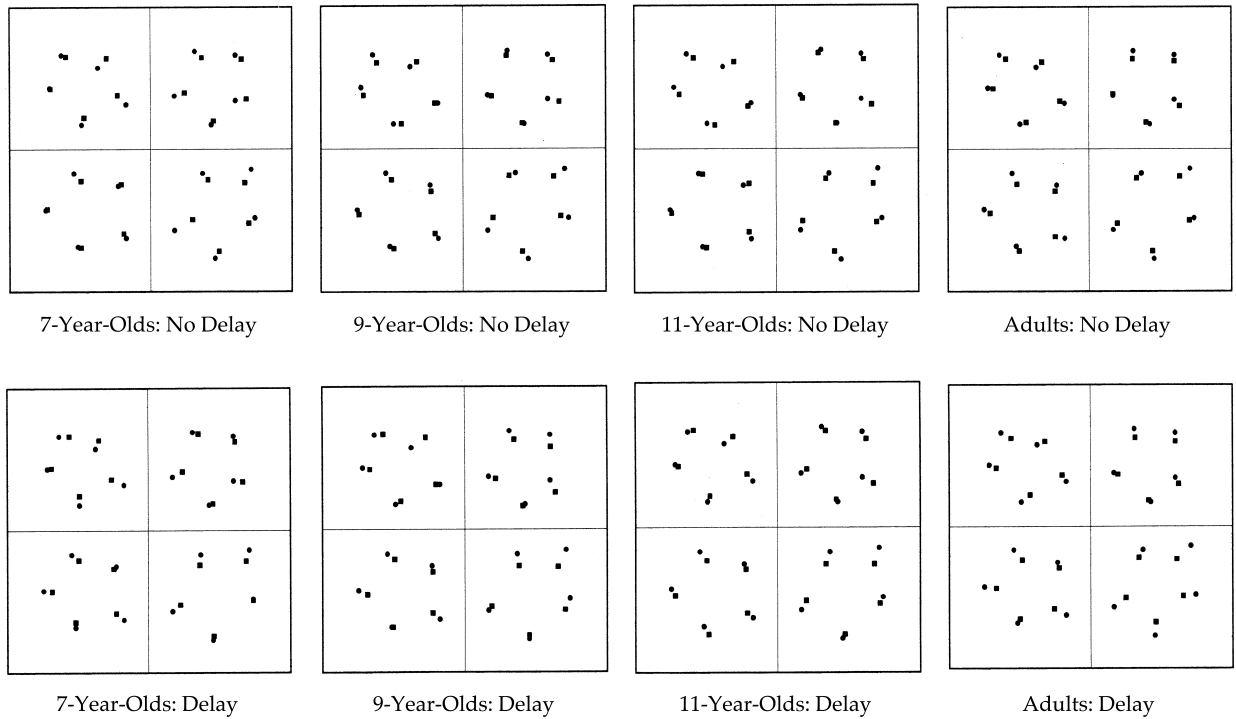 7-Year-Olds: No Delay
9-Year-Olds: No Delay
11-Year-Olds: No Delay
Adults: No Delay
7-Year-Olds: Delay
9-Year-Olds: Delay
11-Year-Olds: Delay
Adults: Delay